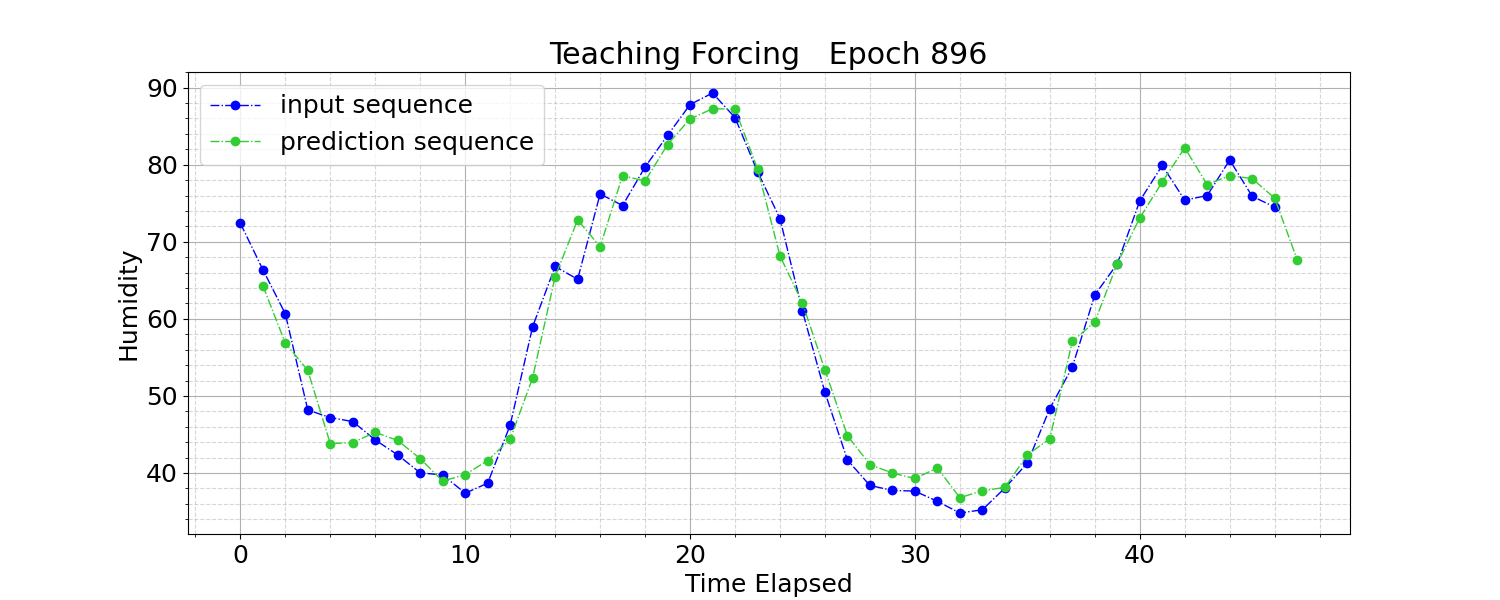 Teaching Forcing   Epoch 896
90
80
70
60
50
40
Humidity
input sequence
prediction sequence
0 10 20 30 40
Time Elapsed